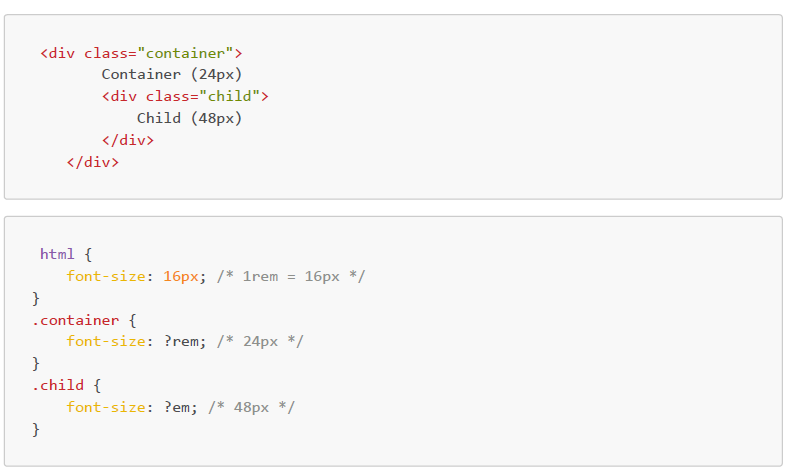 <div class="container">
Container (24px)
<div class="child">
Child (48px)
</div>
</div>
html {
font-size: 16px; /* 1rem = 16px */
}
.container {
font-size: ?rem; /* 24px */
}
.child {
font-size: ?em; /* 48px */
}